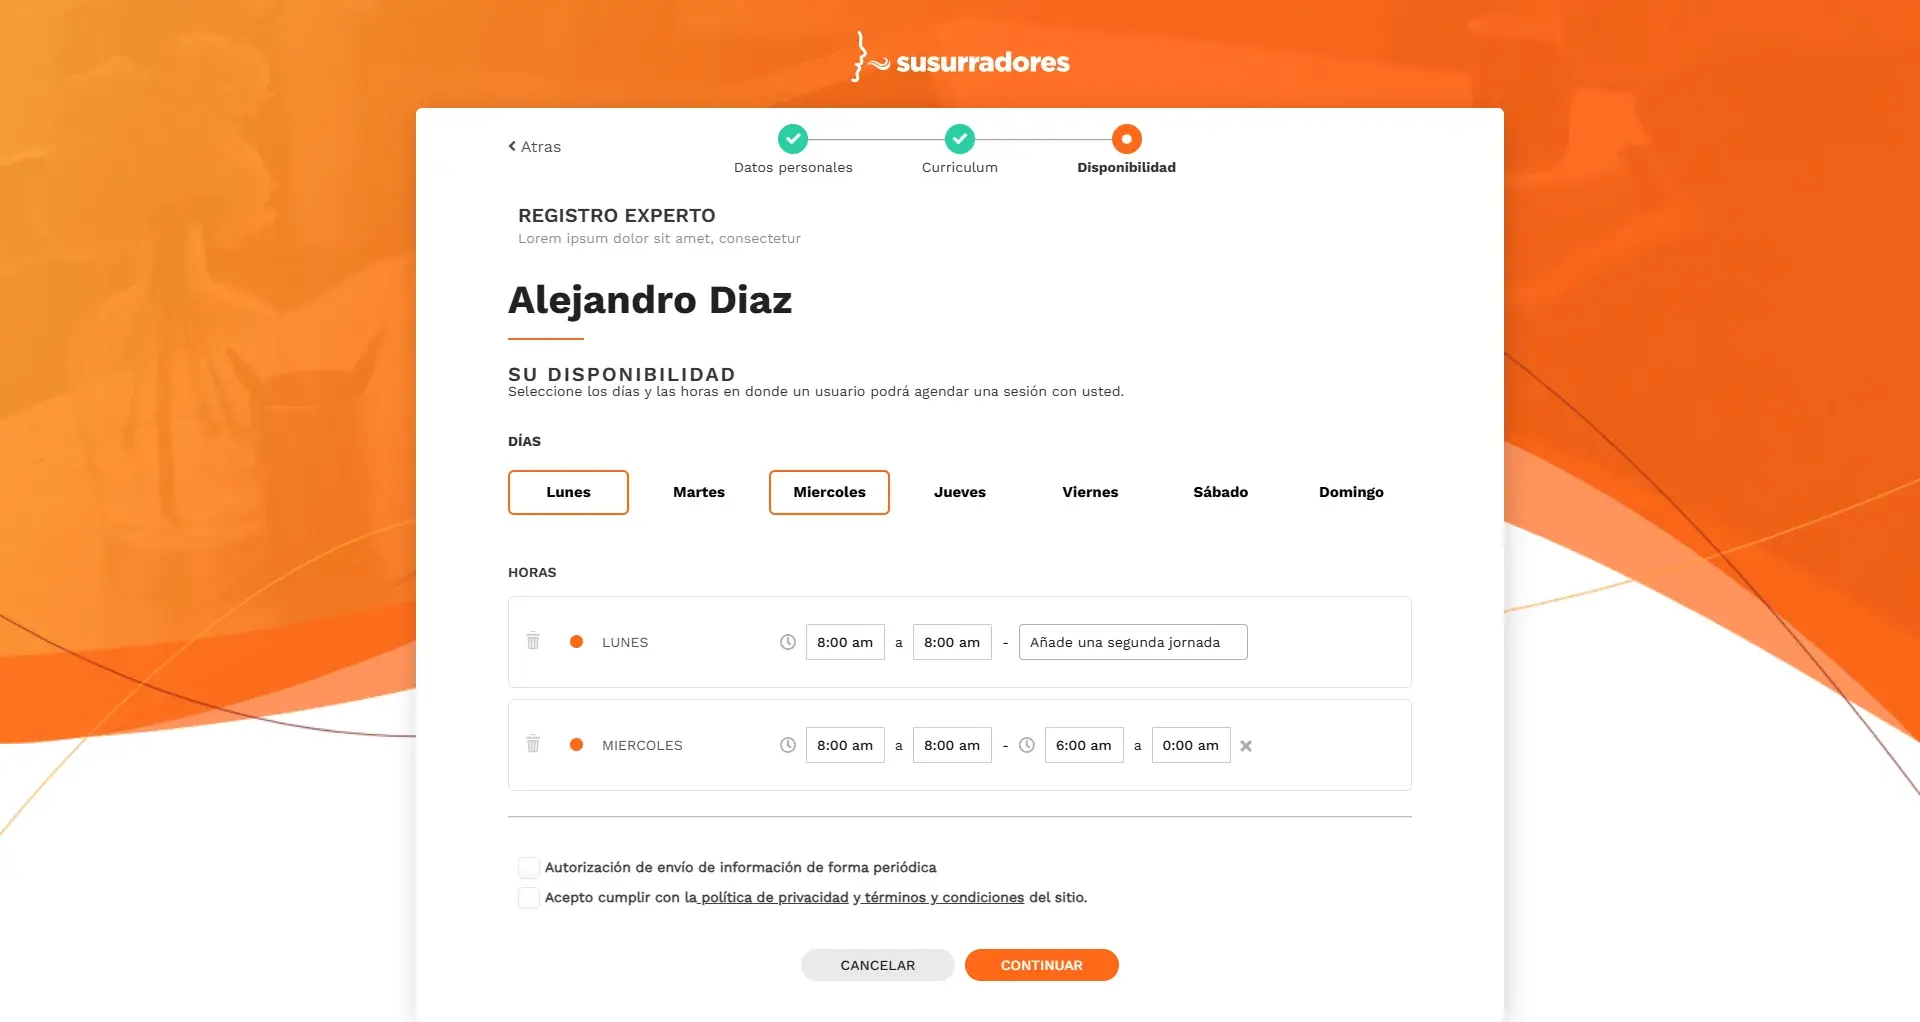 susurradores
Atras
Datos personales
Curriculum
Disponibilidad
REGISTRO EXPERTO
Lorem ipsum dolor sit amet, consectetur
Alejandro Diaz
SU DISPONIBILIDAD
Seleccione los días y las horas en donde un usuario podrá agendar una sesión con usted.
DÍAS
Lunes Martes Miercoles Jueves Viernes Sábado Domingo
HORAS
LUNES 8:00 am a 8:00 am - Añade una segunda jornada
MIERCOLES 8:00 am a 8:00 am - 6:00 am a 0:00 am
Autorización de envío de información de forma periódica
Acepto cumplir con la política de privacidad y términos y condiciones del sitio.
CANCELAR CONTINUAR